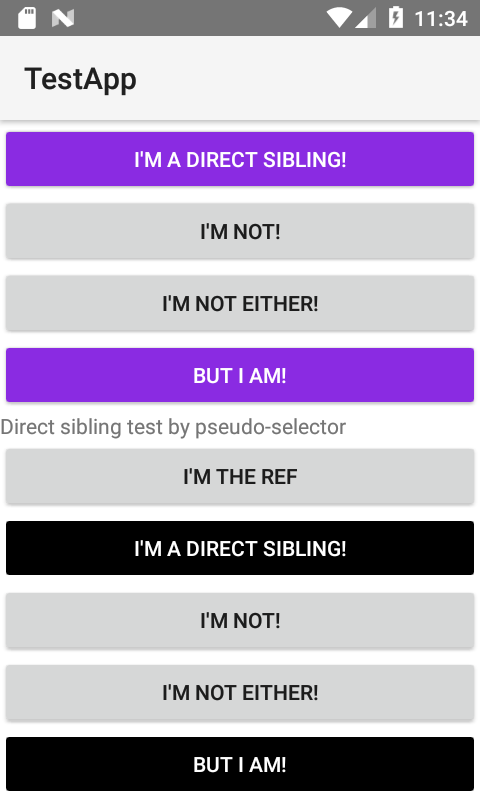 11:34
TestApp
I'M A DIRECT SIBLING!
I'M NOT!
I'M NOT EITHER!
BUT I AM!
Direct sibling test by pseudo-selector
I'M THE REF
I'M A DIRECT SIBLING!
I'M NOT!
I'M NOT EITHER!
BUT I AM!